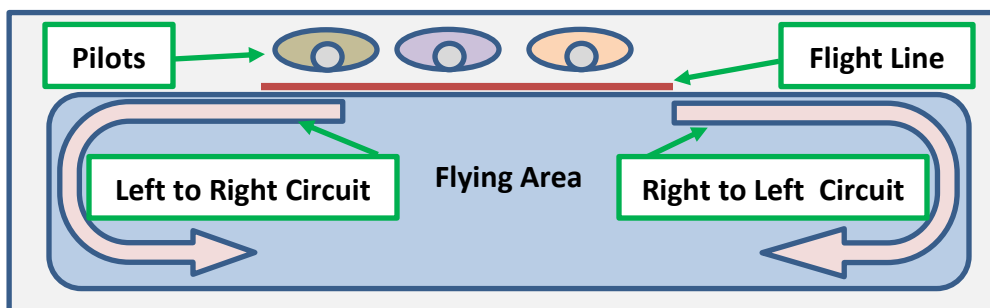 Pilots
Flight Line
Left to Right Circuit
Flying Area
Right to Left  Circuit